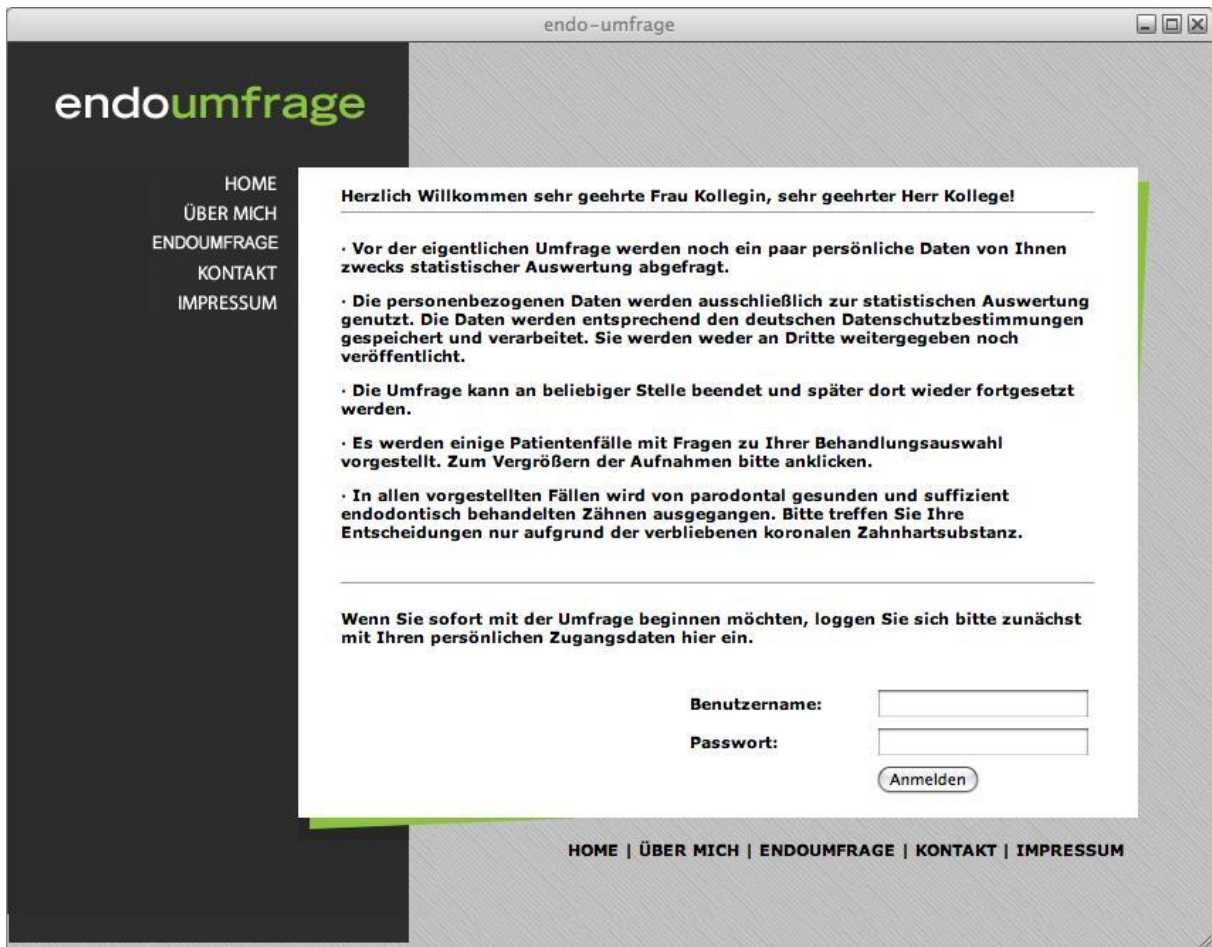 endo-umfrage
endoumfrage
HOME
ÜBER MICH
ENDOUMFRAGE
KONTAKT
IMPRESSUM
Herzlich Willkommen sehr geehrte Frau Kollegin, sehr geehrter Herr Kollege!
· Vor der eigentlichen Umfrage werden noch ein paar persönliche Daten von Ihnen
zwecks statistischer Auswertung abgefragt.
· Die personenbezogenen Daten werden ausschließlich zur statistischen Auswertung
genutzt. Die Daten werden entsprechend den deutschen Datenschutzbestimmungen
gespeichert und verarbeitet. Sie werden weder an Dritte weitergegeben noch
veröffentlicht.
· Die Umfrage kann an beliebiger Stelle beendet und später dort wieder fortgesetzt
werden.
· Es werden einige Patientenfälle mit Fragen zu Ihrer Behandlungsauswahl
vorgestellt. Zum Vergrößern der Aufnahmen bitte anklicken.
· In allen vorgestellten Fällen wird von parodontal gesunden und suffizient
endodontisch behandelten Zähnen ausgegangen. Bitte treffen Sie Ihre
Entscheidungen nur aufgrund der verbliebenen koronalen Zahnhartsubstanz.
Wenn Sie sofort mit der Umfrage beginnen möchten, loggen Sie sich bitte zunächst
mit Ihren persönlichen Zugangsdaten hier ein.
Benutzername:
Passwort:
Anmelden
HOME | ÜBER MICH | ENDOUMFRAGE | KONTAKT | IMPRESSUM